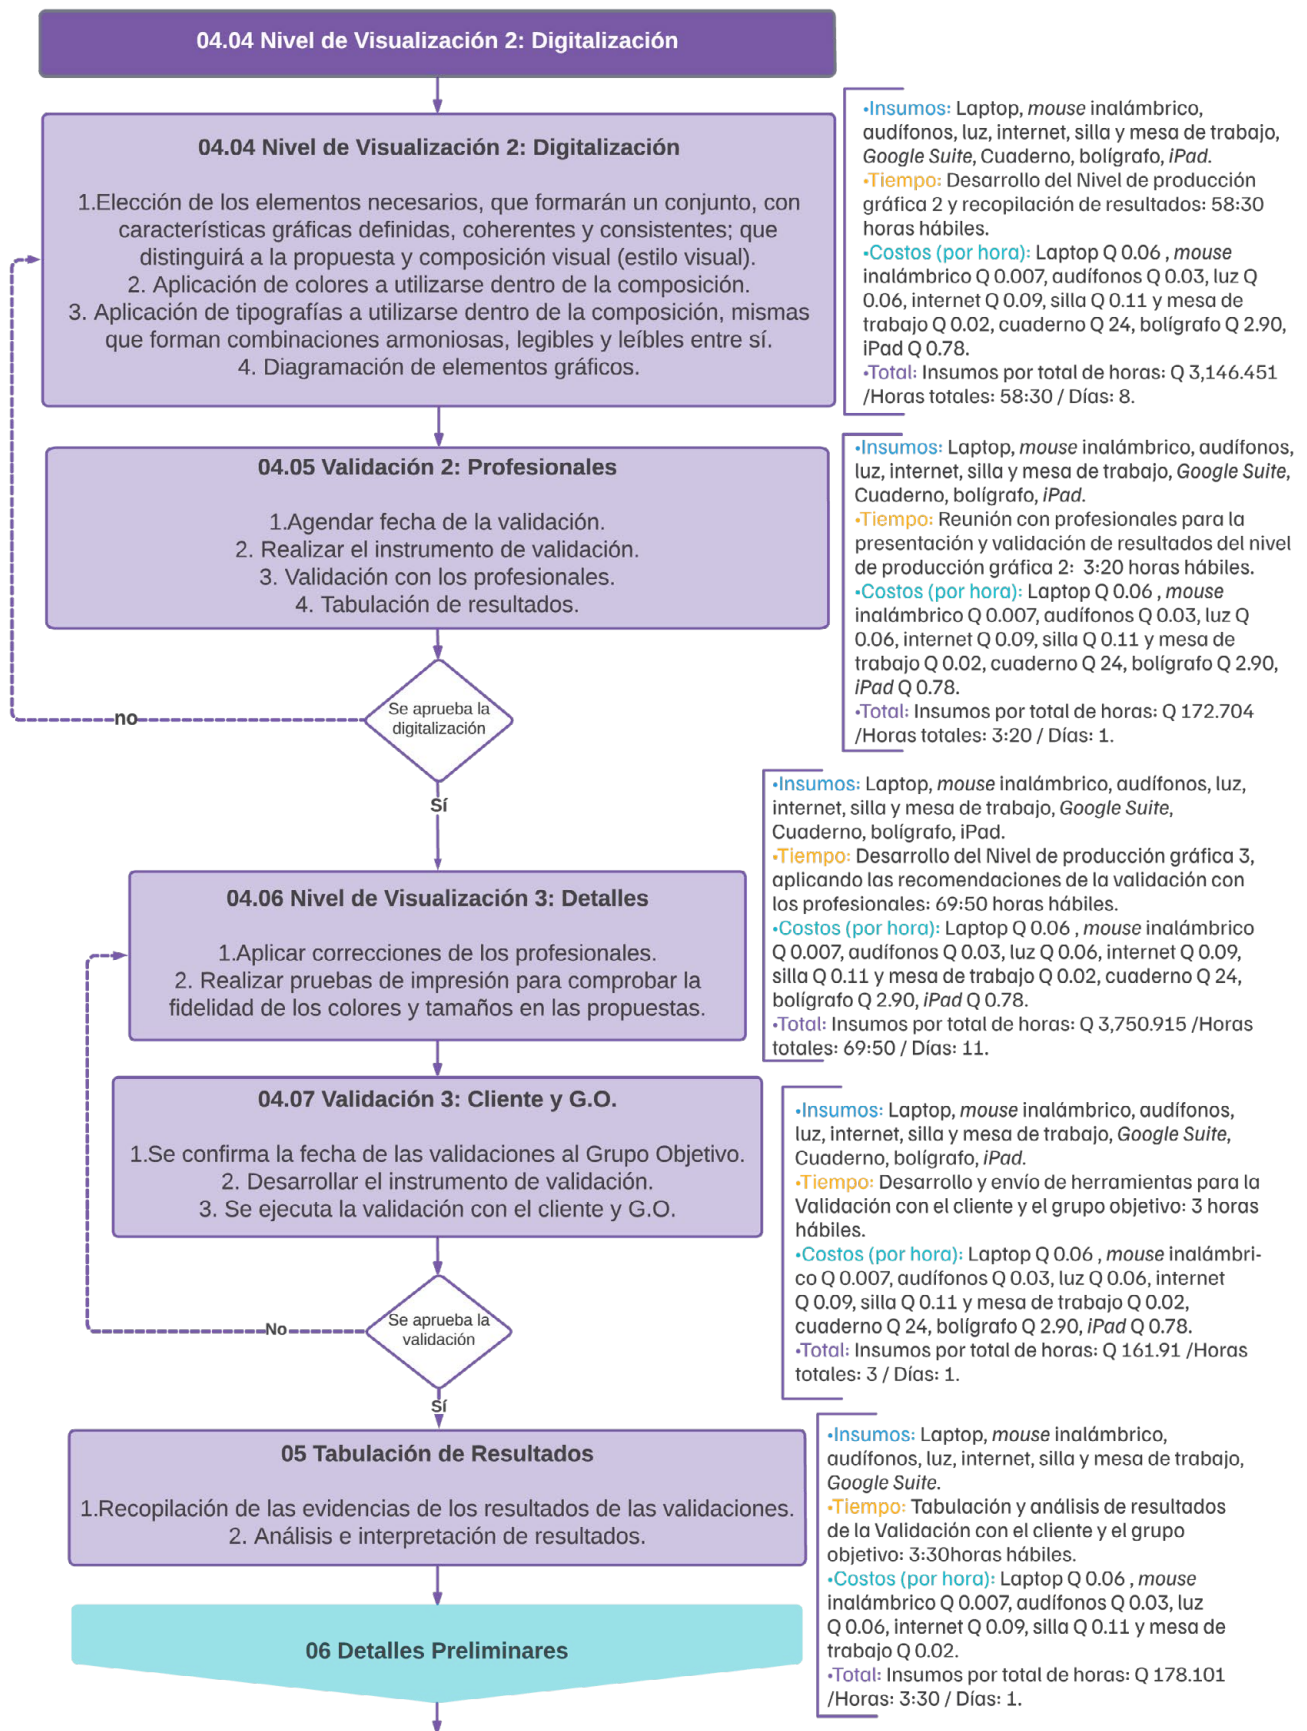 04.04 Nivel de Visualización 2: Digitalización
04.04 Nivel de Visualización 2: Digitalización
1.Elección de los elementos necesarios, que formarán un conjunto, con
características gráficas definidas, coherentes y consistentes; que
distinguirá a la propuesta y composición visual (estilo visual).
2. Aplicación de colores a utilizarse dentro de la composición.
3. Aplicación de tipografías a utilizarse dentro de la composición, mismas
que forman combinaciones armoniosas, legibles y leíbles entre sí.
4. Diagramación de elementos gráficos.
•Insumos: Laptop, mouse inalámbrico,
audífonos, luz, internet, silla y mesa de trabajo,
Google Suite, Cuaderno, bolígrafo, iPad.
•Tiempo: Desarrollo del Nivel de producción
gráfica 2 y recopilación de resultados: 58:30
horas hábiles.
•Costos (por hora): Laptop Q 0.06 , mouse
inalámbrico Q 0.007, audífonos Q 0.03, luz Q
0.06, internet Q 0.09, silla Q 0.11 y mesa de
trabajo Q 0.02, cuaderno Q 24, bolígrafo Q 2.90,
iPad Q 0.78.
•Total: Insumos por total de horas: Q 3,146.451
/Horas totales: 58:30 / Días: 8.
04.05 Validación 2: Profesionales
1.Agendar fecha de la validación.
2. Realizar el instrumento de validación.
3. Validación con los profesionales.
4. Tabulación de resultados.
•Insumos: Laptop, mouse inalámbrico, audífonos,
luz, internet, silla y mesa de trabajo, Google Suite,
Cuaderno, bolígrafo, iPad.
•Tiempo: Reunión con profesionales para la
presentación y validación de resultados del nivel
de producción gráfica 2: 3:20 horas hábiles.
•Costos (por hora): Laptop Q 0.06 , mouse
inalámbrico Q 0.007, audífonos Q 0.03, luz Q
0.06, internet Q 0.09, silla Q 0.11 y mesa de
trabajo Q 0.02, cuaderno Q 24, bolígrafo Q 2.90,
iPad Q 0.78.
•Total: Insumos por total de horas: Q 172.704
/Horas totales: 3:20 / Días: 1.
Se aprueba la
digitalización
no
Sí
04.06 Nivel de Visualización 3: Detalles
1.Aplicar correcciones de los profesionales.
2. Realizar pruebas de impresión para comprobar la
fidelidad de los colores y tamaños en las propuestas.
•Insumos: Laptop, mouse inalámbrico, audífonos, luz,
internet, silla y mesa de trabajo, Google Suite,
Cuaderno, bolígrafo, iPad.
•Tiempo: Desarrollo del Nivel de producción gráfica 3,
aplicando las recomendaciones de la validación con
los profesionales: 69:50 horas hábiles.
•Costos (por hora): Laptop Q 0.06 , mouse inalámbrico
Q 0.007, audífonos Q 0.03, luz Q 0.06, internet Q 0.09,
silla Q 0.11 y mesa de trabajo Q 0.02, cuaderno Q 24,
bolígrafo Q 2.90, iPad Q 0.78.
•Total: Insumos por total de horas: Q 3,750.915 /Horas
totales: 69:50 / Días: 11.
04.07 Validación 3: Cliente y G.O.
1.Se confirma la fecha de las validaciones al Grupo Objetivo.
2. Desarrollar el instrumento de validación.
3. Se ejecuta la validación con el cliente y G.O.
•Insumos: Laptop, mouse inalámbrico, audífonos,
luz, internet, silla y mesa de trabajo, Google Suite,
Cuaderno, bolígrafo, iPad.
•Tiempo: Desarrollo y envío de herramientas para la
Validación con el cliente y el grupo objetivo: 3 horas
hábiles.
•Costos (por hora): Laptop Q 0.06 , mouse inalámbri-
co Q 0.007, audífonos Q 0.03, luz Q 0.06, internet
Q 0.09, silla Q 0.11 y mesa de trabajo Q 0.02,
cuaderno Q 24, bolígrafo Q 2.90, iPad Q 0.78.
•Total: Insumos por total de horas: Q 161.91 /Horas
totales: 3 / Días: 1.
Se aprueba la
validación
No
Sí
05 Tabulación de Resultados
1.Recopilación de las evidencias de los resultados de las validaciones.
2. Análisis e interpretación de resultados.
•Insumos: Laptop, mouse inalámbrico,
audífonos, luz, internet, silla y mesa de trabajo,
Google Suite.
•Tiempo: Tabulación y análisis de resultados
de la Validación con el cliente y el grupo
objetivo: 3:30horas hábiles.
•Costos (por hora): Laptop Q 0.06 , mouse
inalámbrico Q 0.007, audífonos Q 0.03, luz
Q 0.06, internet Q 0.09, silla Q 0.11 y mesa de
trabajo Q 0.02.
•Total: Insumos por total de horas: Q 178.101
/Horas: 3:30 / Días: 1.
06 Detalles Preliminares